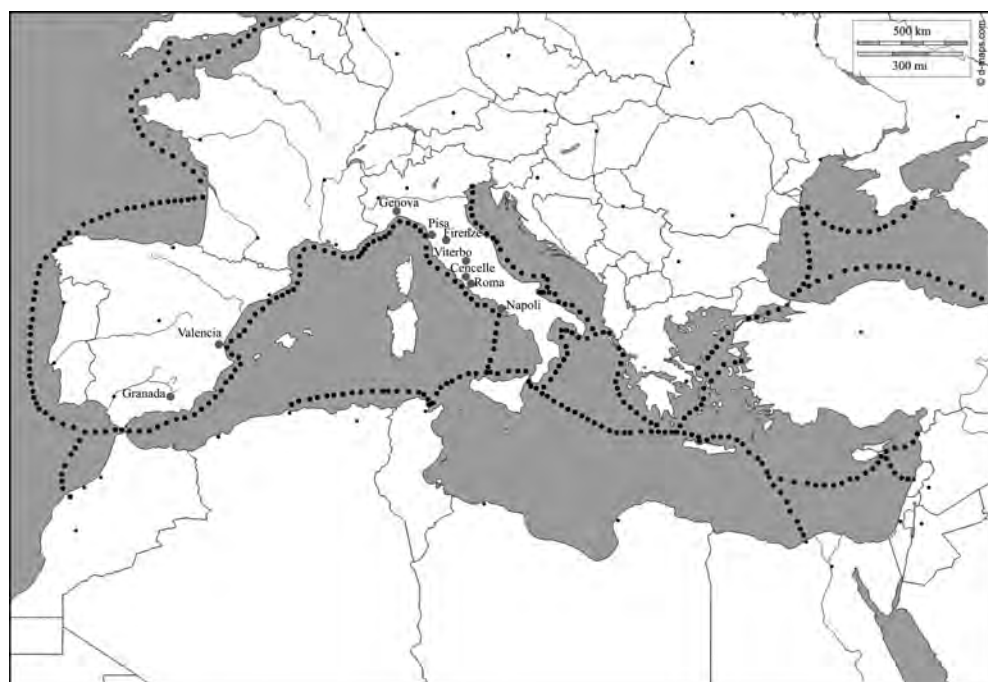 500 km
300 mi
© d-maps.com
Genova
Pisa
Firenze
Viterbo
Cencelle
Roma
Napoli
Valencia
Granada